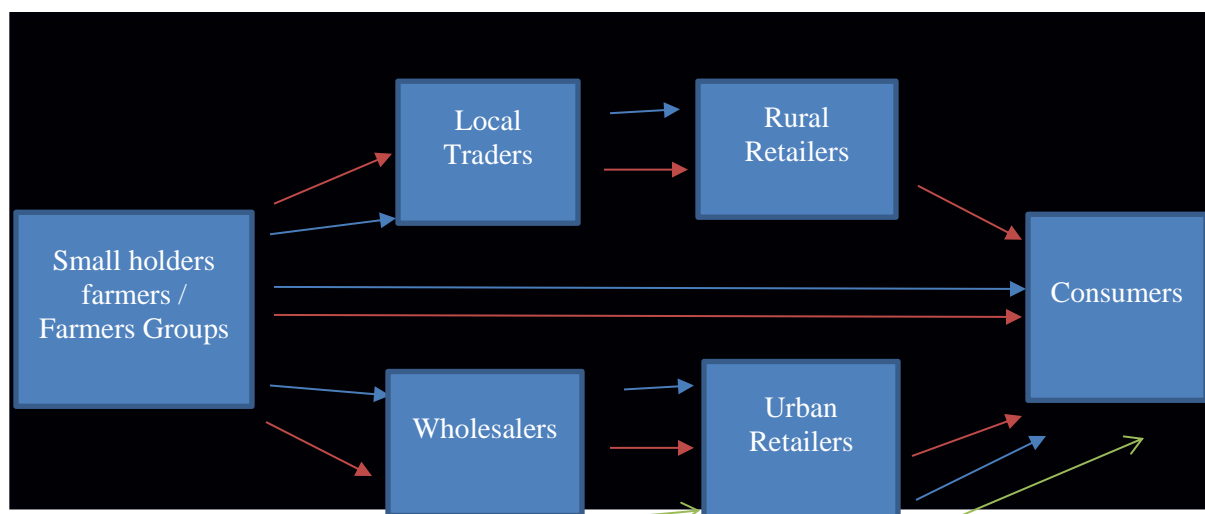 Local
Traders
Rural
Retailers
Small holders
farmers /
Farmers Groups
Consumers
Wholesalers
Urban
Retailers